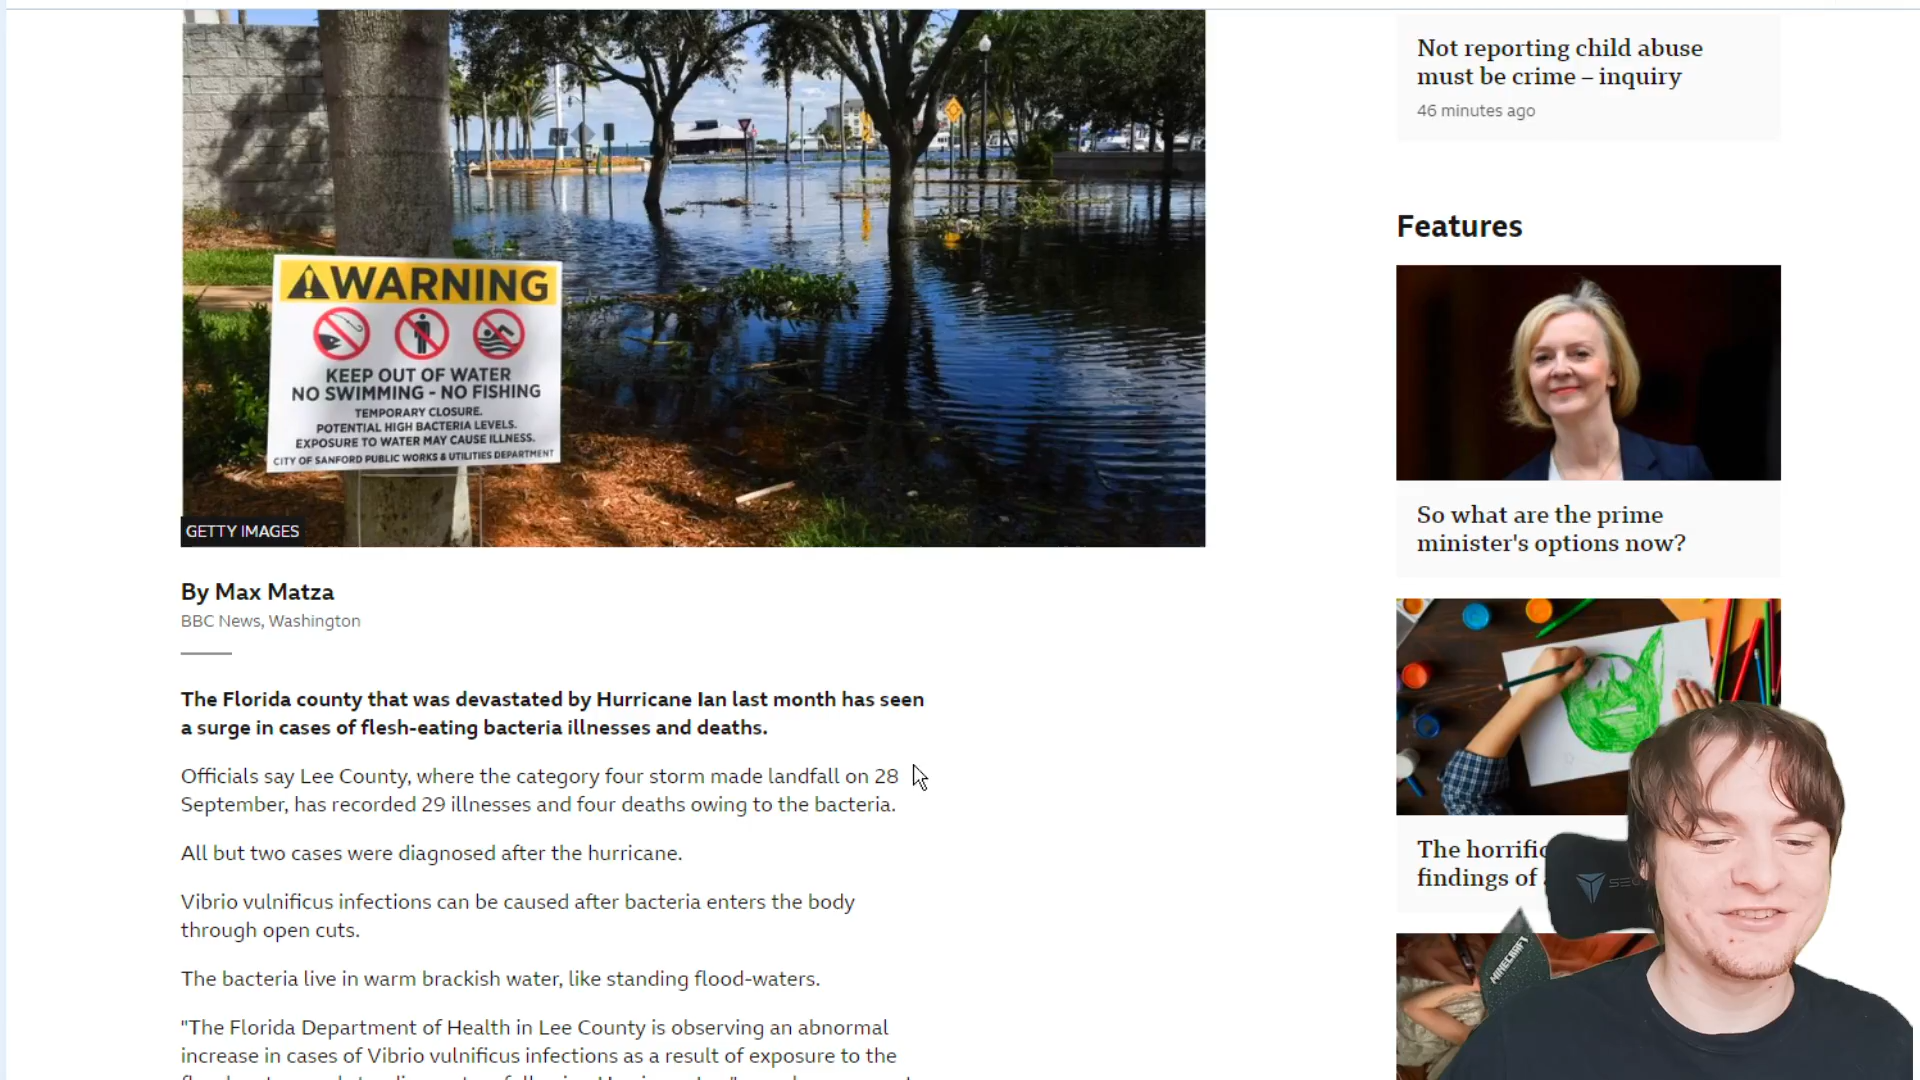 WARNING
KEEP OUT OF WATER
NO SWIMMING - NO FISHING
TEMPORARY CLOSURE.
POTENTIAL HIGH BACTERIA LEVELS.
EXPOSURE TO WATER MAY CAUSE ILLNESS.
CITY OF SANFORD PUBLIC WORKS & UTILITIES DEPARTMENT
GETTY IMAGES
By Max Matza
BBC News, Washington
The Florida county that was devastated by Hurricane Ian last month has seen
a surge in cases of flesh-eating bacteria illnesses and deaths.
Officials say Lee County, where the category four storm made landfall on 28
September, has recorded 29 illnesses and four deaths owing to the bacteria.
All but two cases were diagnosed after the hurricane.
Vibrio vulnificus infections can be caused after bacteria enters the body
through open cuts.
The bacteria live in warm brackish water, like standing flood-waters.
"The Florida Department of Health in Lee County is observing an abnormal
increase in cases of Vibrio vulnificus infections as a result of exposure to the
Not reporting child abuse
must be crime – inquiry
46 minutes ago
Features
So what are the prime
minister's options now?
The horrific
findings of
MINECRAFT